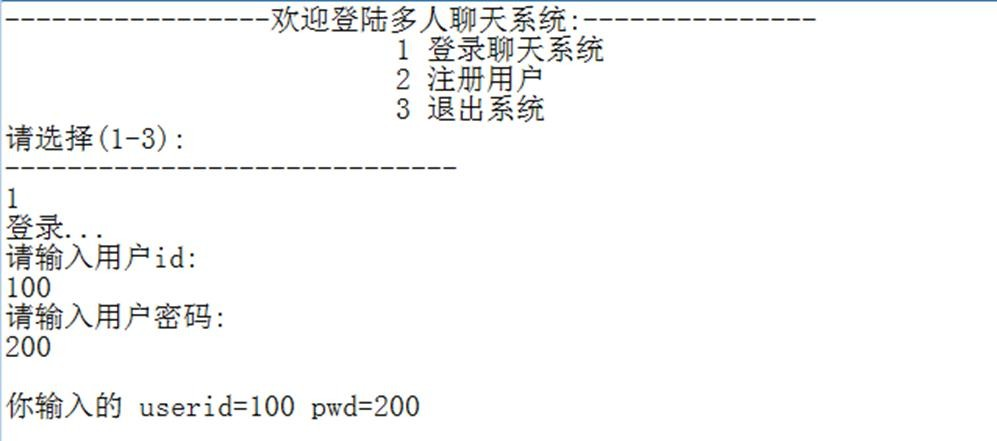 -----------------欢迎登陆多人聊天系统:---------------
1 登录聊天系统
2 注册用户
3 退出系统
请选择(1-3):
-----------------------------
1
登录...
请输入用户id:
100
请输入用户密码:
200
你输入的 userid=100 pwd=200